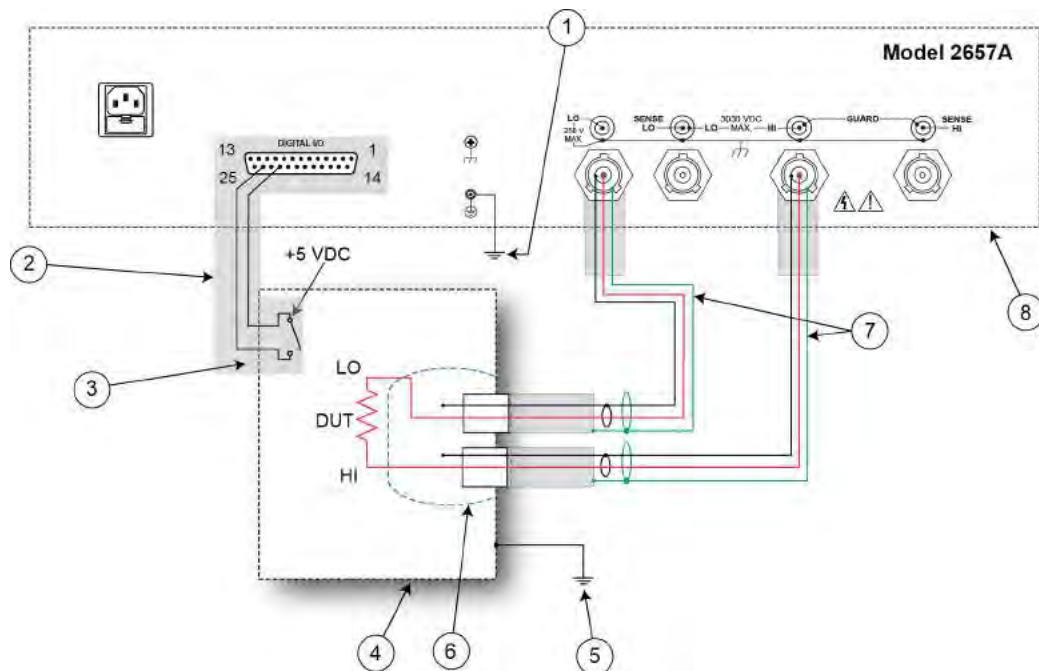 1
Model 2657A
LO
250 V
MAX
SENSE
LO
LO
3030 VDC
MAX.
HI
GUARD
SENSE
HI
DIGITAL I/O
13
1
25
14
2
+5 VDC
8
7
3
LO
DUT
HI
4
6
5